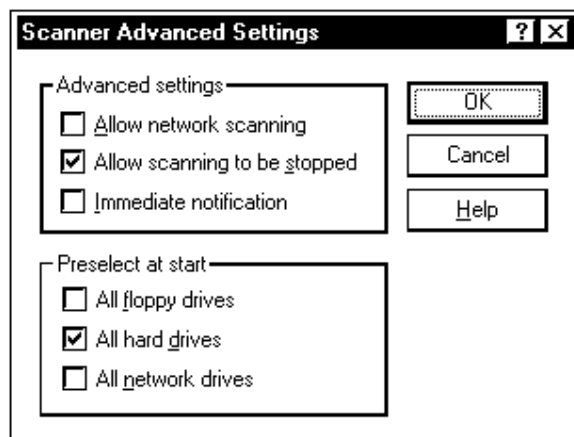 Scanner Advanced Settings
Advanced settings
Allow network scanning
Allow scanning to be stopped
Immediate notification
OK
Cancel
Help
Preselect at start
All floppy drives
All hard drives
All network drives